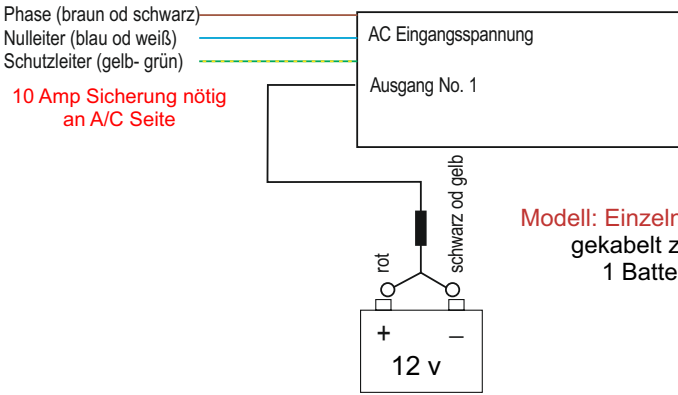 Phase (braun od schwarz)
Nulleiter (blau od weiß)
Schutzleiter (gelb- grün)
10 Amp Sicherung nötig
an A/C Seite
AC Eingangsspannung
Ausgang No. 1
schwarz od gelb
rot
Modell:
gekabelt
1
+ –
12 v